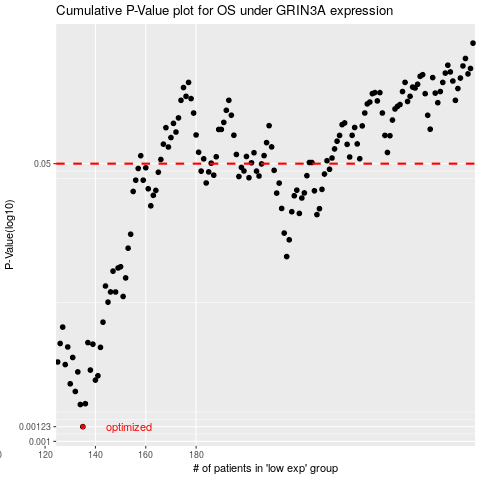 Cumulative P-Value plot for OS under GRIN3A expression
P-Value(log10)
0.05
0.00123
0.001
optimized
0
120
140
160
180
# of patients in 'low exp' group